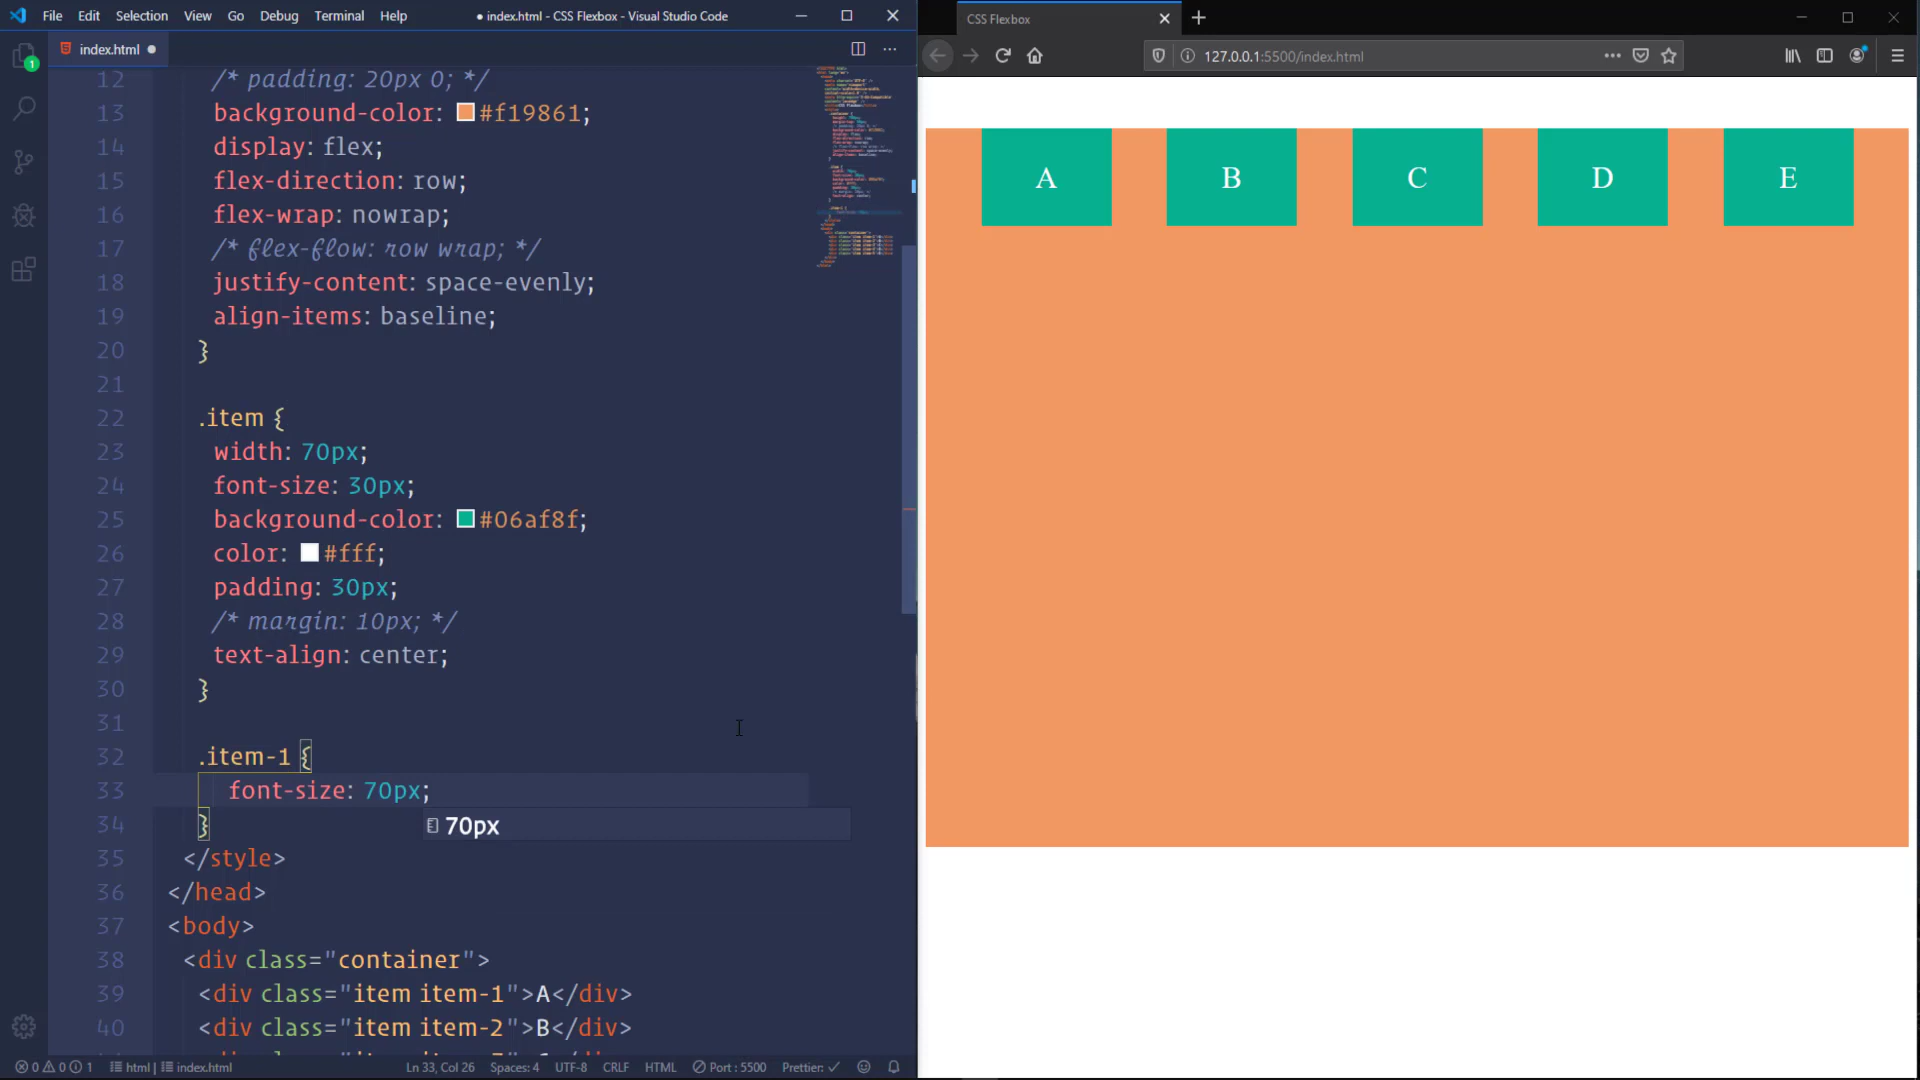 File Edit Selection View Go Debug Terminal Help ● index.html - CSS Flexbox - Visual Studio Code
index.html
12 /* padding: 20px 0; */
13 background-color: #f19861;
14 display: flex;
15 flex-direction: row;
16 flex-wrap: nowrap;
17 /* flex-flow: row wrap; */
18 justify-content: space-evenly;
19 align-items: baseline;
20 }
21
22 .item {
23 width: 70px;
24 font-size: 30px;
25 background-color: #06af8f;
26 color: #fff;
27 padding: 30px;
28 /* margin: 10px; */
29 text-align: center;
30 }
31
32 .item-1 {
33 font-size: 70px;
34 }
70px
35 </style>
36 </head>
37 <body>
38 <div class="container">
39 <div class="item item-1">A</div>
40 <div class="item item-2">B</div>
0 0 1 html index.html Ln 33, Col 26 Spaces: 4 UTF-8 CRLF HTML Port : 5500 Prettier: ✓
1
CSS Flexbox
127.0.0.1:5500/index.html
A B C D E